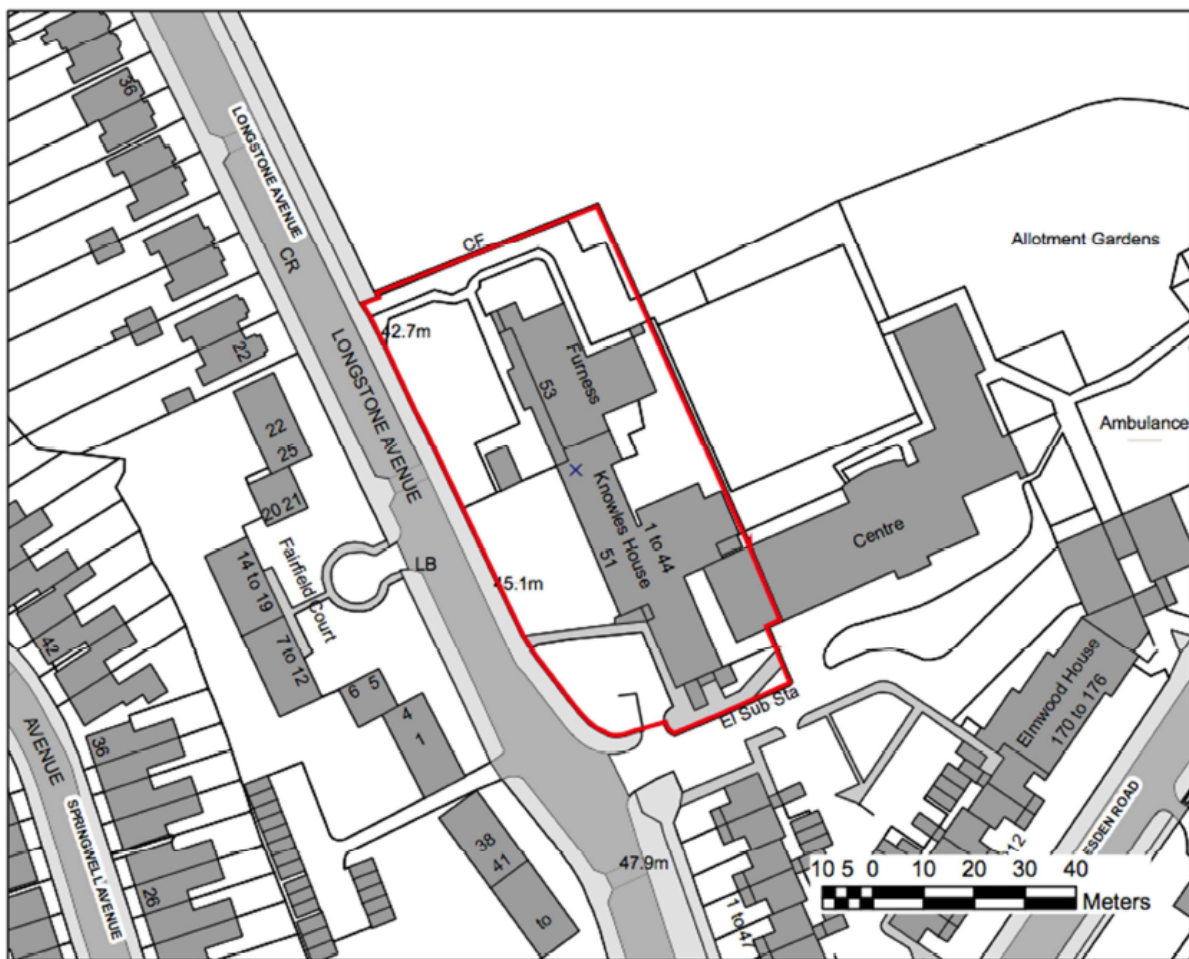 36
LONGSTONE AVENUE
CR
CF
Allotment Gardens
42.7m
22
LONGSTONE AVENUE
Furness
53
Ambulance
22
25
20 21
Knowles House
1 to 44
51
Centre
14 to 19
Fairfield Court
LB
45.1m
7 to 12
42
6
5
4
1
El Sub Sta
Elmwood House
170 to 176
AVENUE
36
SPRINGWELL AVENUE
26
38
41
to
47.9m
1 to 47
12
ESDEN ROAD
10 5 0 10 20 30 40
Meters